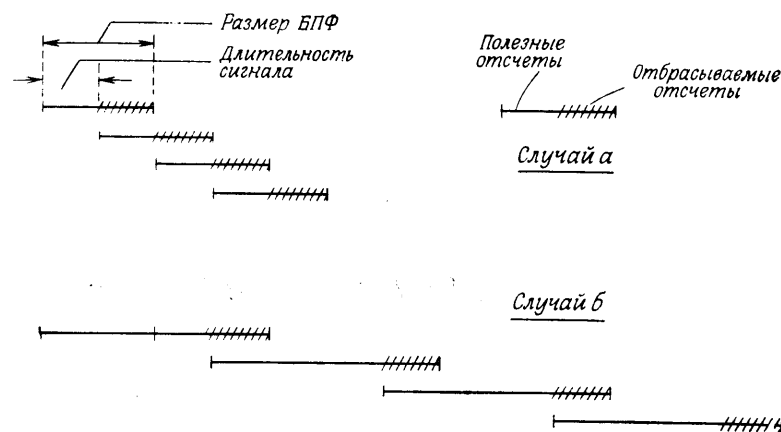 Размер БПФ
Длительность
сигнала
Полезные
отсчеты
Отбрасываемые
отсчеты
Случай а
Случай б